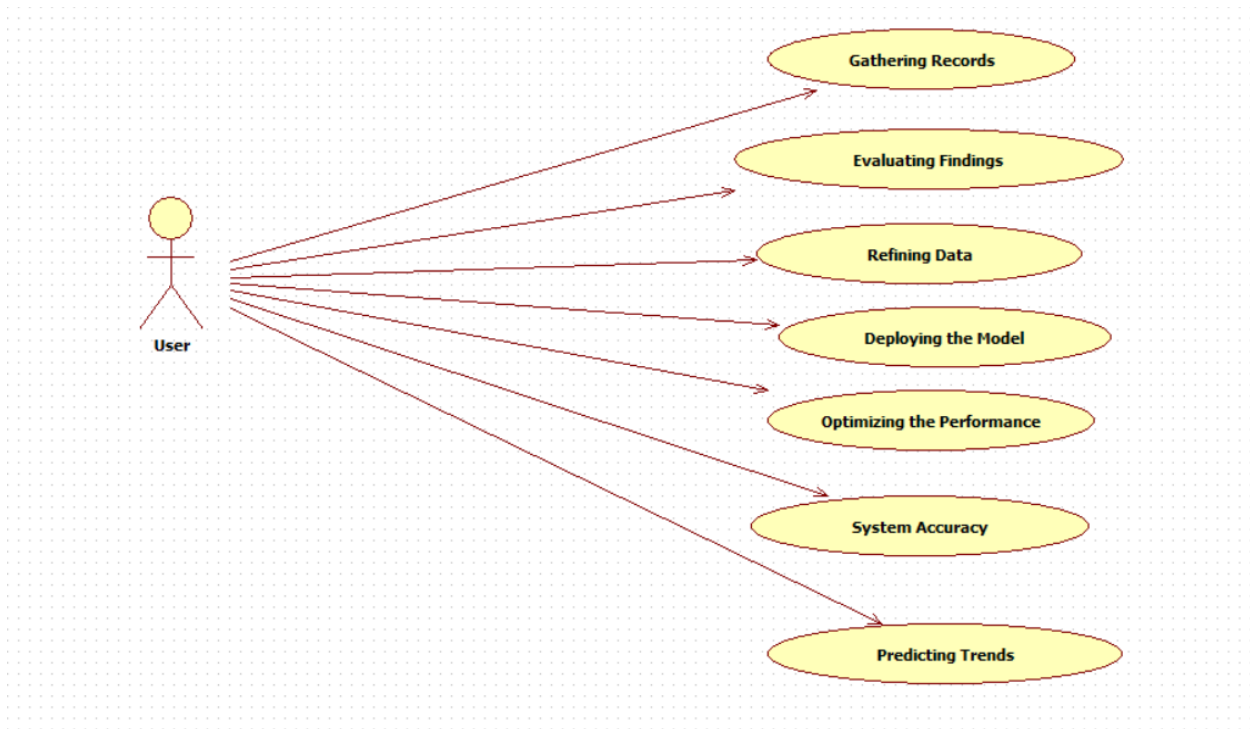 Gathering Records
Evaluating Findings
Refining Data
Deploying the Model
User
Optimizing the Performance
System Accuracy
Predicting Trends